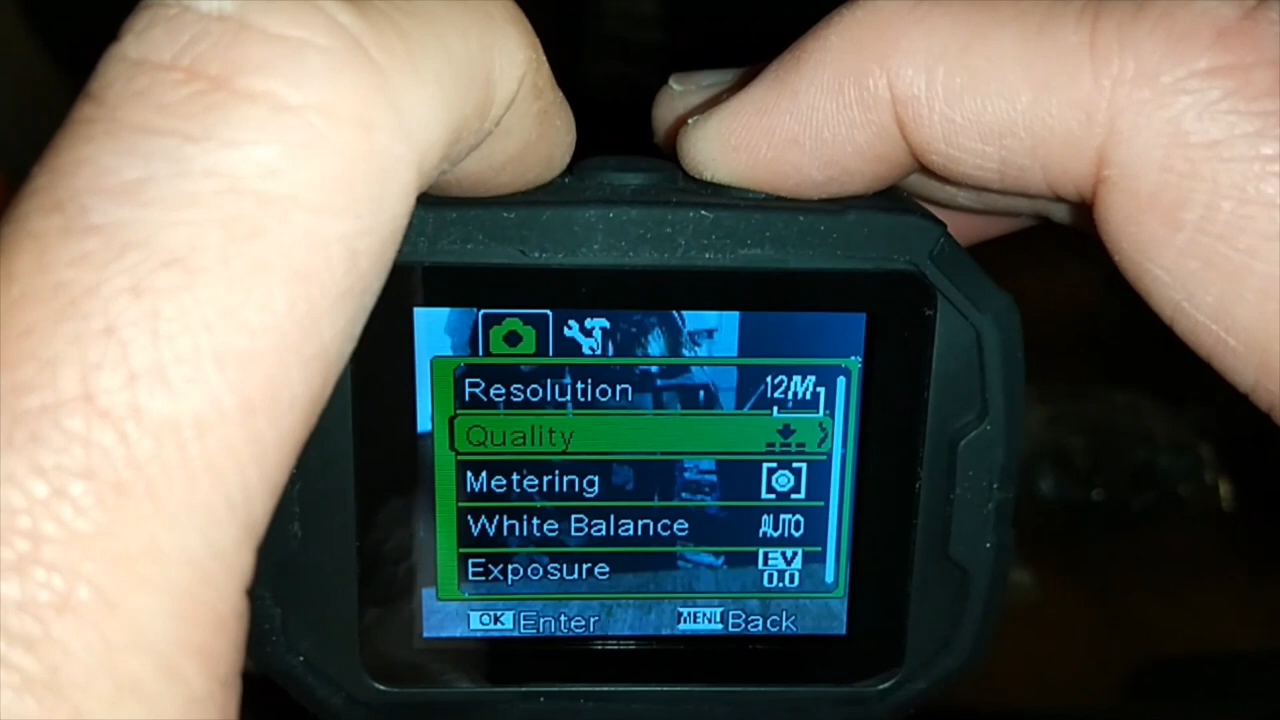 Resolution 12M
Quality
Metering
White Balance AUTO
Exposure EV 0.0
OK Enter MENU Back